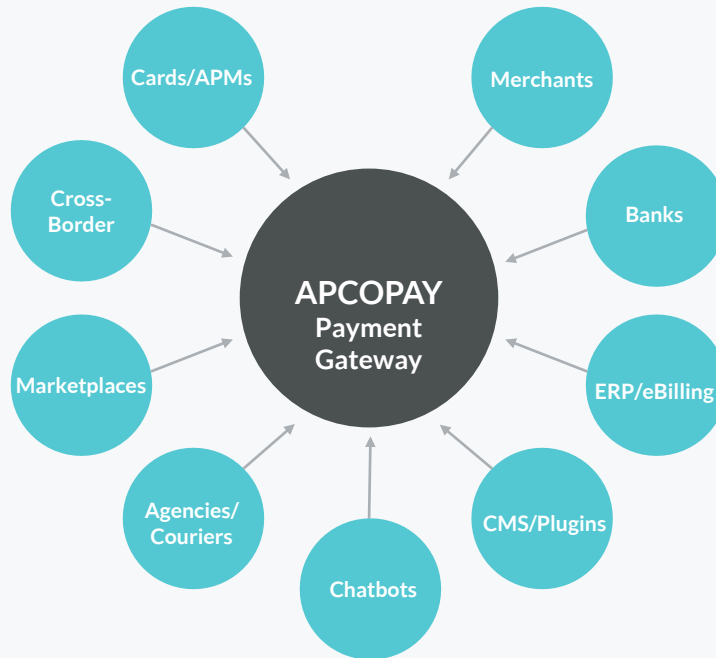 Cards/APMs
Merchants
Cross-
Border
Banks
APCOPAY
Payment
Gateway
Marketplaces
ERP/eBilling
Agencies/
Couriers
CMS/Plugins
Chatbots